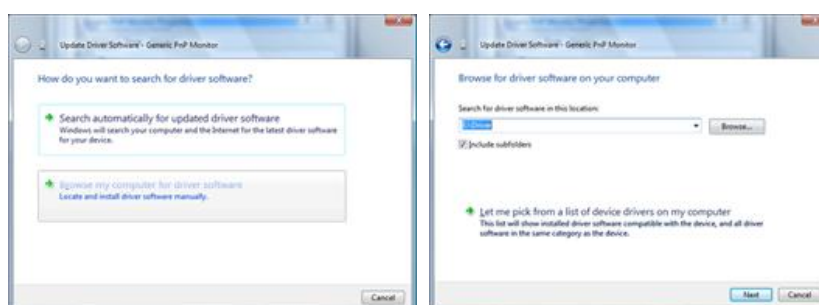 Update Driver Software - Generic PnP Monitor
How do you want to search for driver software?
Search automatically for updated driver software
Windows will search your computer and the Internet for the latest driver software
for your device.
Browse my computer for driver software
Locate and install driver software manually.
Cancel
Update Driver Software - Generic PnP Monitor
Browse for driver software on your computer
Search for driver software in this location:
Browse...
Include subfolders
Let me pick from a list of device drivers on my computer
This list will show installed driver software compatible with the device, and all driver
software in the same category as the device.
Next Cancel